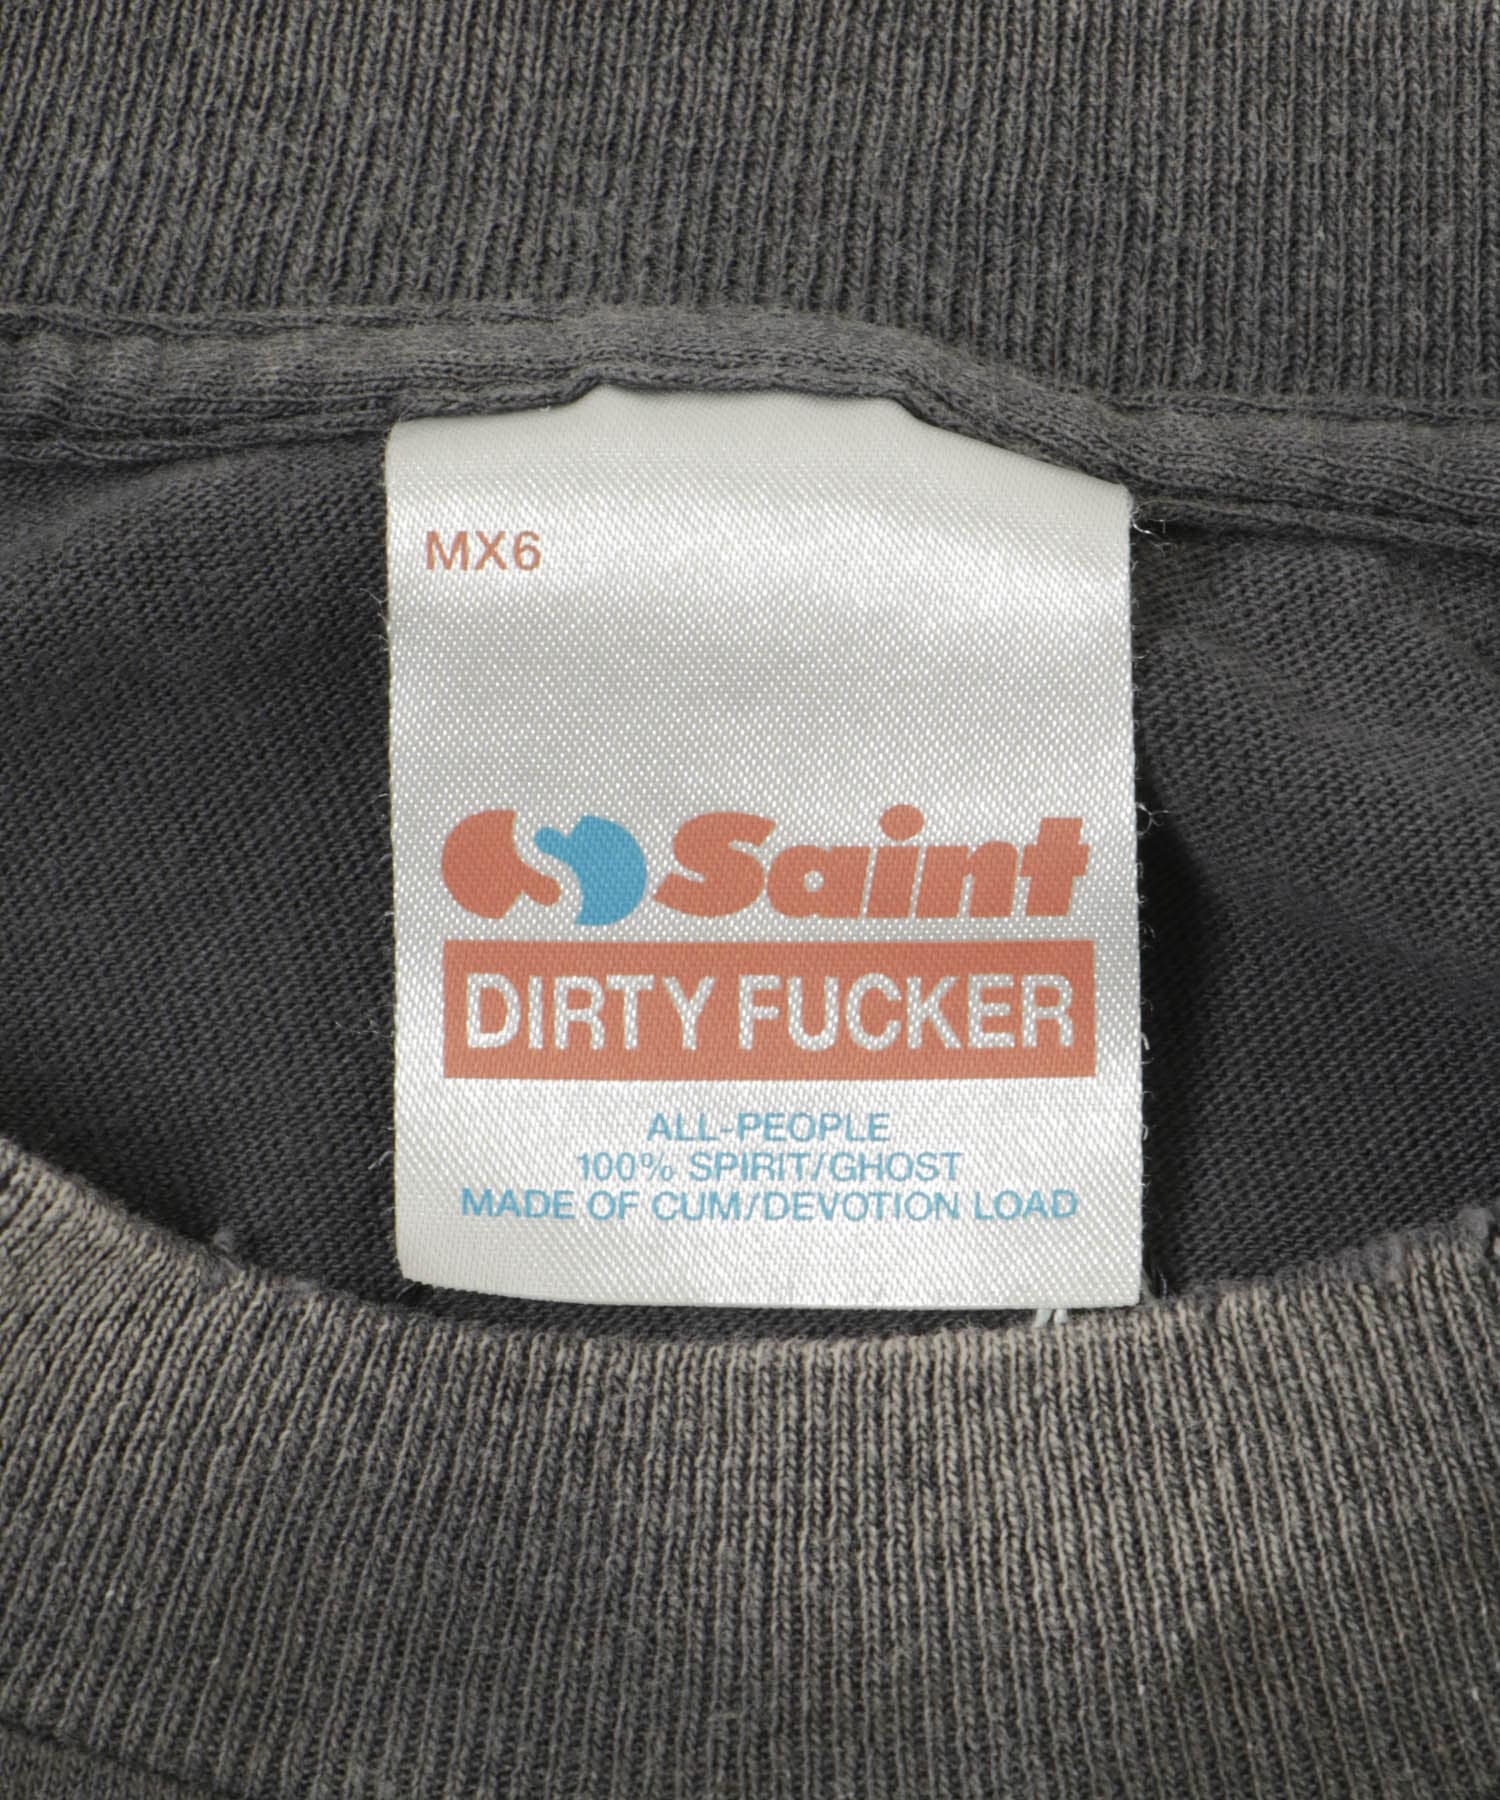 MX6
Saint
DIRTY FUCKER
ALL-PEOPLE
100% SPIRIT/GHOST
MADE OF CUM/DEVOTION LOAD